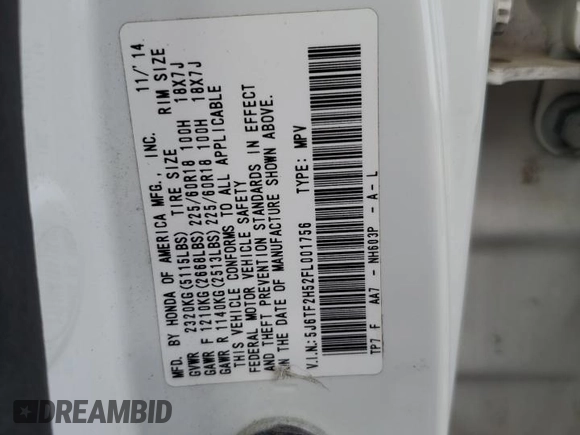 MFD. BY HONDA OF AMERICA MFG., INC. 11/'14
TIRE SIZE RIM SIZE
GVWR 2320KG(5115LBS)
GAWR F 1210KG(2668LBS) 225/60R18 100H 18X7J
GAWR R 1140KG(2513LBS) 225/60R18 100H 18X7J
THIS VEHICLE CONFORMS TO ALL APPLICABLE
FEDERAL MOTOR VEHICLE SAFETY
AND THEFT PREVENTION STANDARDS IN EFFECT
ON THE DATE OF MANUFACTURE SHOWN ABOVE.
V.I.N.: 5J6TF2H52FL001756 TYPE: MPV
TP7 F AA7 - NH603P - A - L
DREAMBID